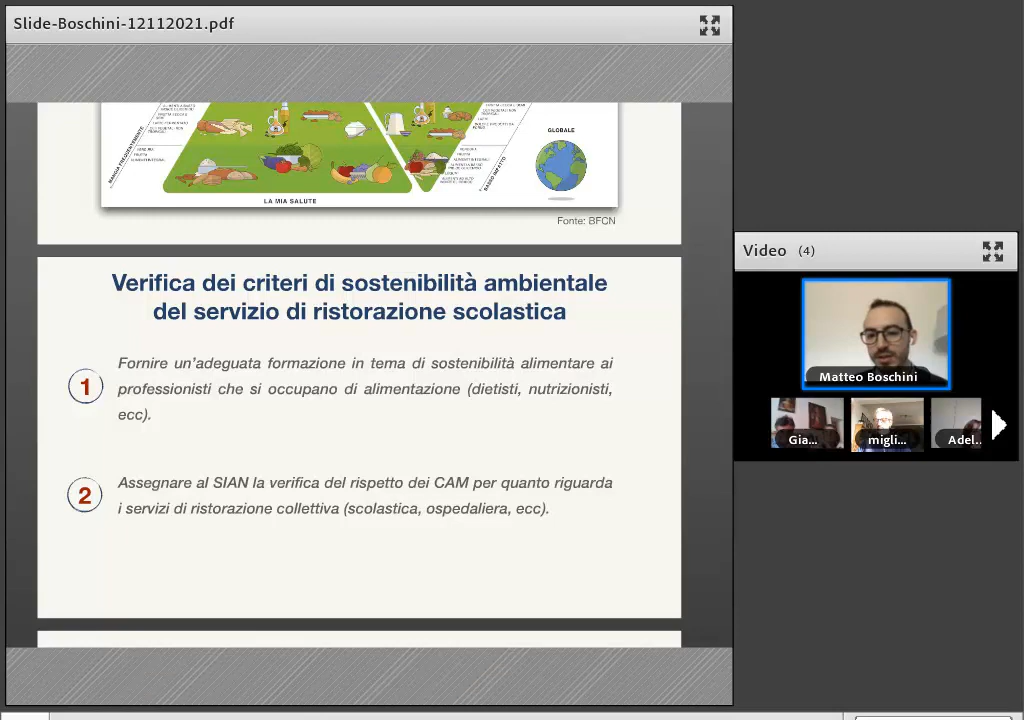 Slide-Boschini-12112021.pdf
GLOBALE
LA MIA SALUTE
Fonte: BFCN
Verifica dei criteri di sostenibilità ambientale
del servizio di ristorazione scolastica
1
Fornire un’adeguata formazione in tema di sostenibilità alimentare ai
professionisti che si occupano di alimentazione (dietisti, nutrizionisti,
ecc).
2
Assegnare al SIAN la verifica del rispetto dei CAM per quanto riguarda
i servizi di ristorazione collettiva (scolastica, ospedaliera, ecc).
Video (4)
Matteo Boschini
Gia...
migli...
Adel..